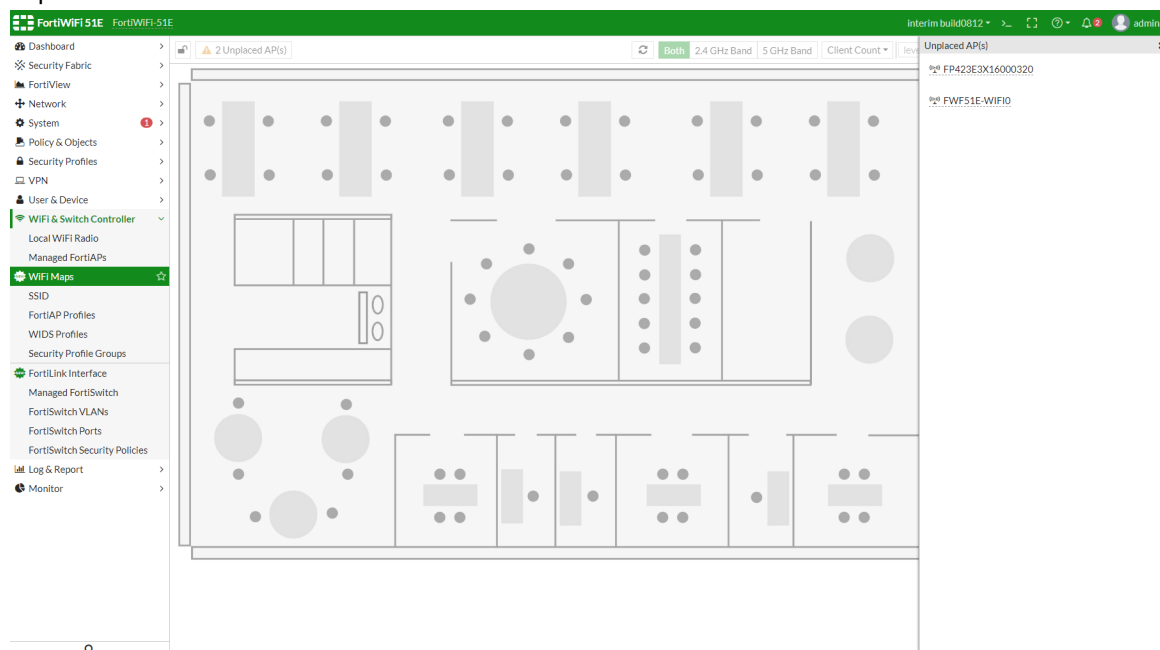 FortiWiFi 51E FortiWiFi-51E interim build0812 >_ 2 admin
Dashboard
Security Fabric
FortiView
Network
System 1
Policy & Objects
Security Profiles
VPN
User & Device
WiFi & Switch Controller
Local WiFi Radio
Managed FortiAPs
WiFi Maps
SSID
FortiAP Profiles
WIDS Profiles
Security Profile Groups
FortiLink Interface
Managed FortiSwitch
FortiSwitch VLANs
FortiSwitch Ports
FortiSwitch Security Policies
Log & Report
Monitor
2 Unplaced AP(s) Both 2.4 GHz Band 5 GHz Band Client Count
Unplaced AP(s)
FP423E3X16000320
FWF51E-WIFI0